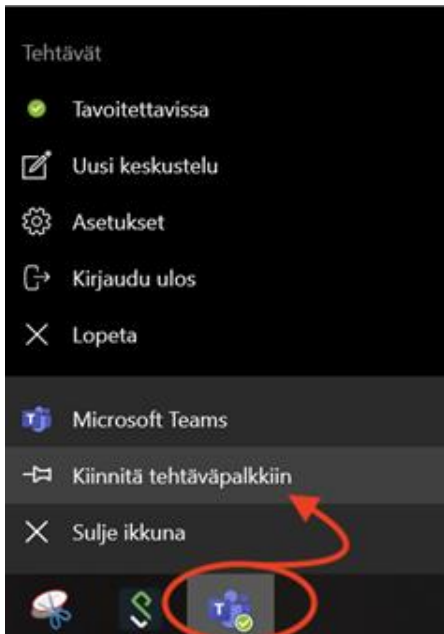 Tehtävät
Tavoitettavissa
Uusi keskustelu
Asetukset
Kirjaudu ulos
Lopeta
Microsoft Teams
Kiinnitä tehtäväpalkkiin
Sulje ikkuna